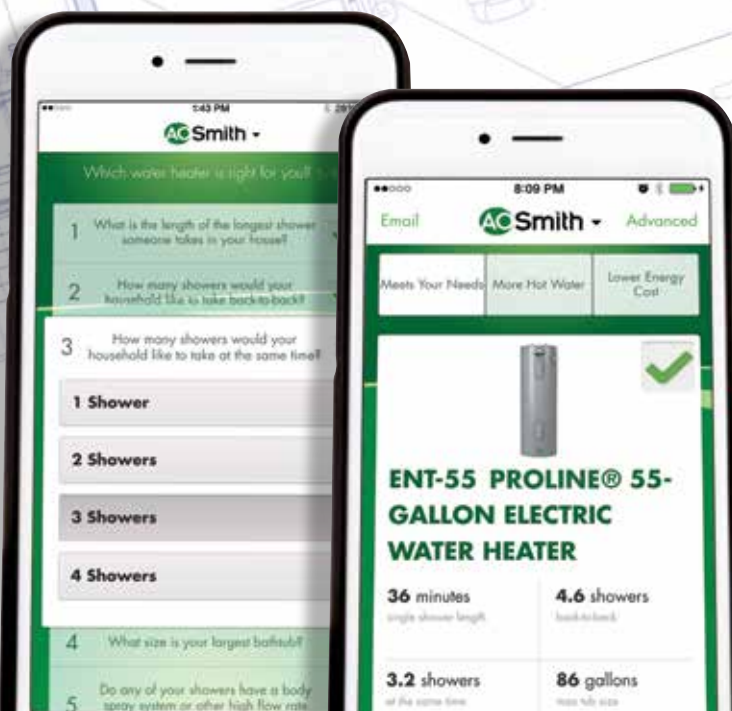 1:43 PM
AO Smith
Which water heater is right for you?
1 What is the length of the longest shower
someone takes in your house?
2 How many showers would your
household like to take back-to-back?
3 How many showers would your
household like to take at the same time?
1 Shower
2 Showers
3 Showers
4 Showers
4 What size is your largest bathtub?
5 Do any of your showers have a body
spray system or other high flow rate
8:09 PM
Email
AO Smith
Advanced
Meets Your Needs
More Hot Water
Lower Energy
Cost
ENT-55 PROLINE® 55-
GALLON ELECTRIC
WATER HEATER
36 minutes
single shower length
4.6 showers
back-to-back
3.2 showers
at the same time
86 gallons
max tub size